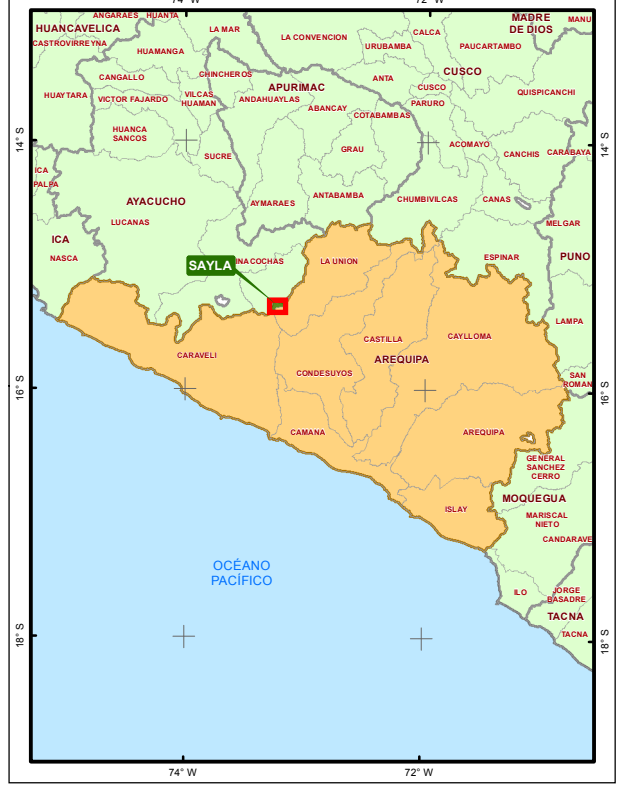 74° W
72° W
ANGARAES
HUANTA
HUANCAVELICA
LA MAR
CASTROVIRREYNA
HUAMANGA
LA CONVENCION
CALCA
URUBAMBA
PAUCARTAMBO
MADRE
DE DIOS
MANU
CANGALLO
CHINCHEROS
APURIMAC
ANTA
CUSCO
HUAYTARA
VICTOR FAJARDO
VILCAS
HUAMAN
ANDAHUAYLAS
ABANCAY
COTABAMBAS
CUSCO
PARURO
QUISPICANCHI
HUANCA
SANCOS
14° S
GRAU
ACOMAYO
CANCHIS
CARABAYA
14° S
SUCRE
ICA
PALPA
AYACUCHO
AYMARAES
ANTABAMBA
CHUMBIVILCAS
CANAS
LUCANAS
MELGAR
ICA
NASCA
SAYLA
INACOCHAS
LA UNION
ESPINAR
PUNO
LAMPA
CARAVELI
CASTILLA
CAYLLOMA
AREQUIPA
CONDESUYOS
SAN
ROMAN
16° S
16° S
CAMANA
AREQUIPA
GENERAL
SANCHEZ
CERRO
MOQUEGUA
ISLAY
MARISCAL
NIETO
CANDARAVE
OCÉANO
PACÍFICO
ILO
JORGE
BASADRE
TACNA
TACNA
18° S
18° S
74° W
72° W